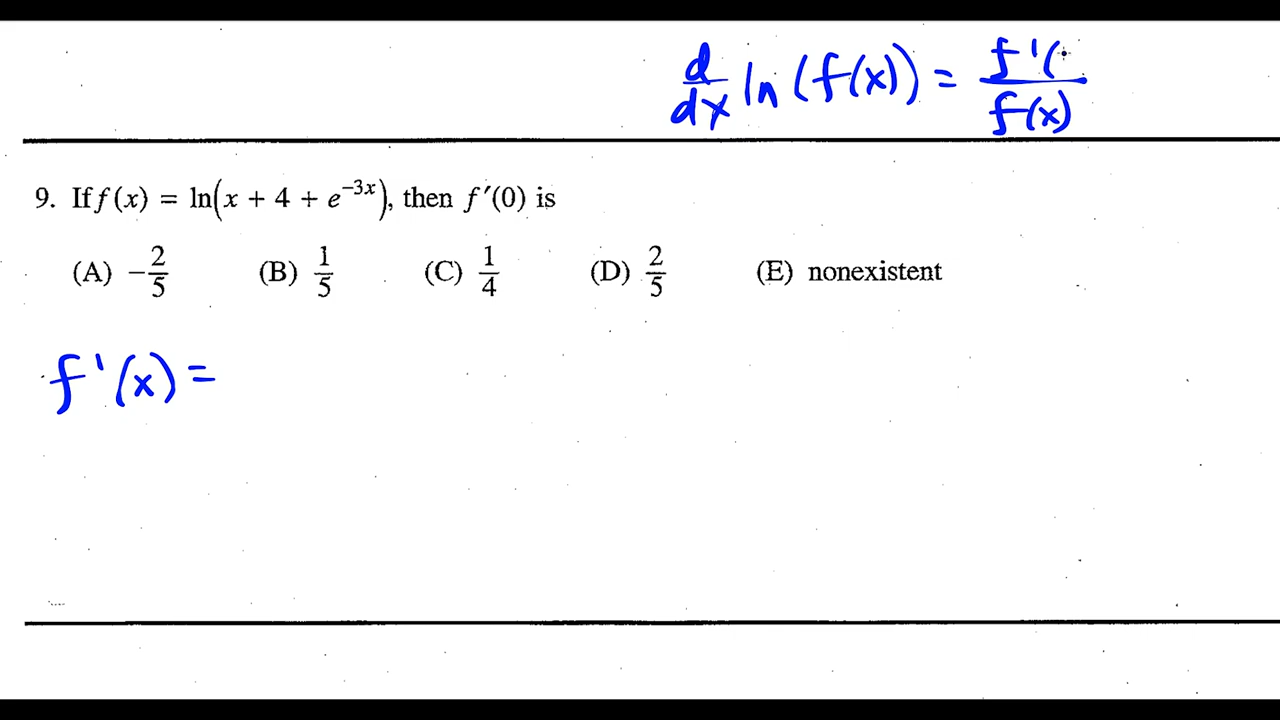 d/dx ln(f(x)) = f'(/f(x)
9. If f(x) = ln(x + 4 + e^{-3x}), then f'(0) is
(A) -2/5 (B) 1/5 (C) 1/4 (D) 2/5 (E) nonexistent
f'(x) =